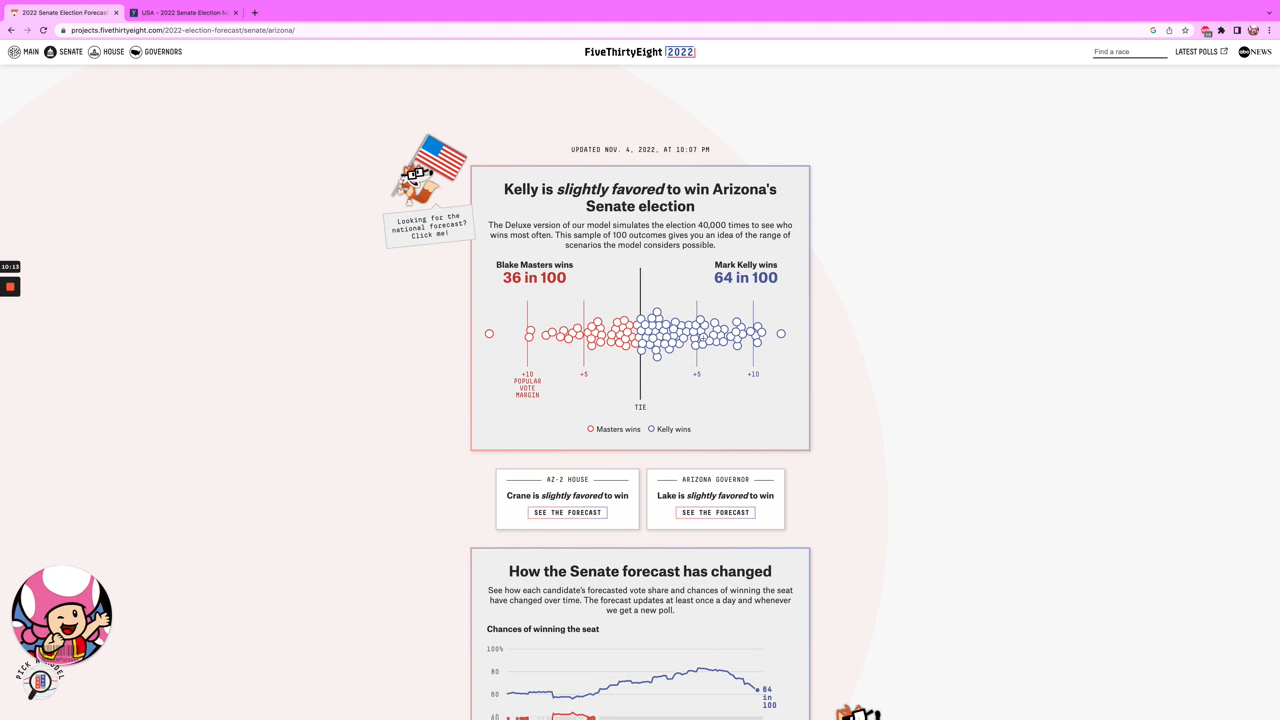 2022 Senate Election Forecast
USA - 2022 Senate Election M
projects.fivethirtyeight.com/2022-election-forecast/senate/arizona/
MAIN SENATE HOUSE GOVERNORS
FiveThirtyEight 2022
Find a race
LATEST POLLS
abc NEWS
UPDATED NOV. 4, 2022, AT 10:07 PM
Looking for the
national forecast?
Click me!
Kelly is slightly favored to win Arizona's
Senate election
The Deluxe version of our model simulates the election 40,000 times to see who
wins most often. This sample of 100 outcomes gives you an idea of the range of
scenarios the model considers possible.
Blake Masters wins
36 in 100
Mark Kelly wins
64 in 100
10:13
+10
POPULAR
VOTE
MARGIN
+5
+5
+10
TIE
Masters wins Kelly wins
AZ-2 HOUSE
Crane is slightly favored to win
SEE THE FORECAST
ARIZONA GOVERNOR
Lake is slightly favored to win
SEE THE FORECAST
How the Senate forecast has changed
See how each candidate's forecasted vote share and chances of winning the seat
have changed over time. The forecast updates at least once a day and whenever
we get a new poll.
Chances of winning the seat
100%
80
60
64
in
100